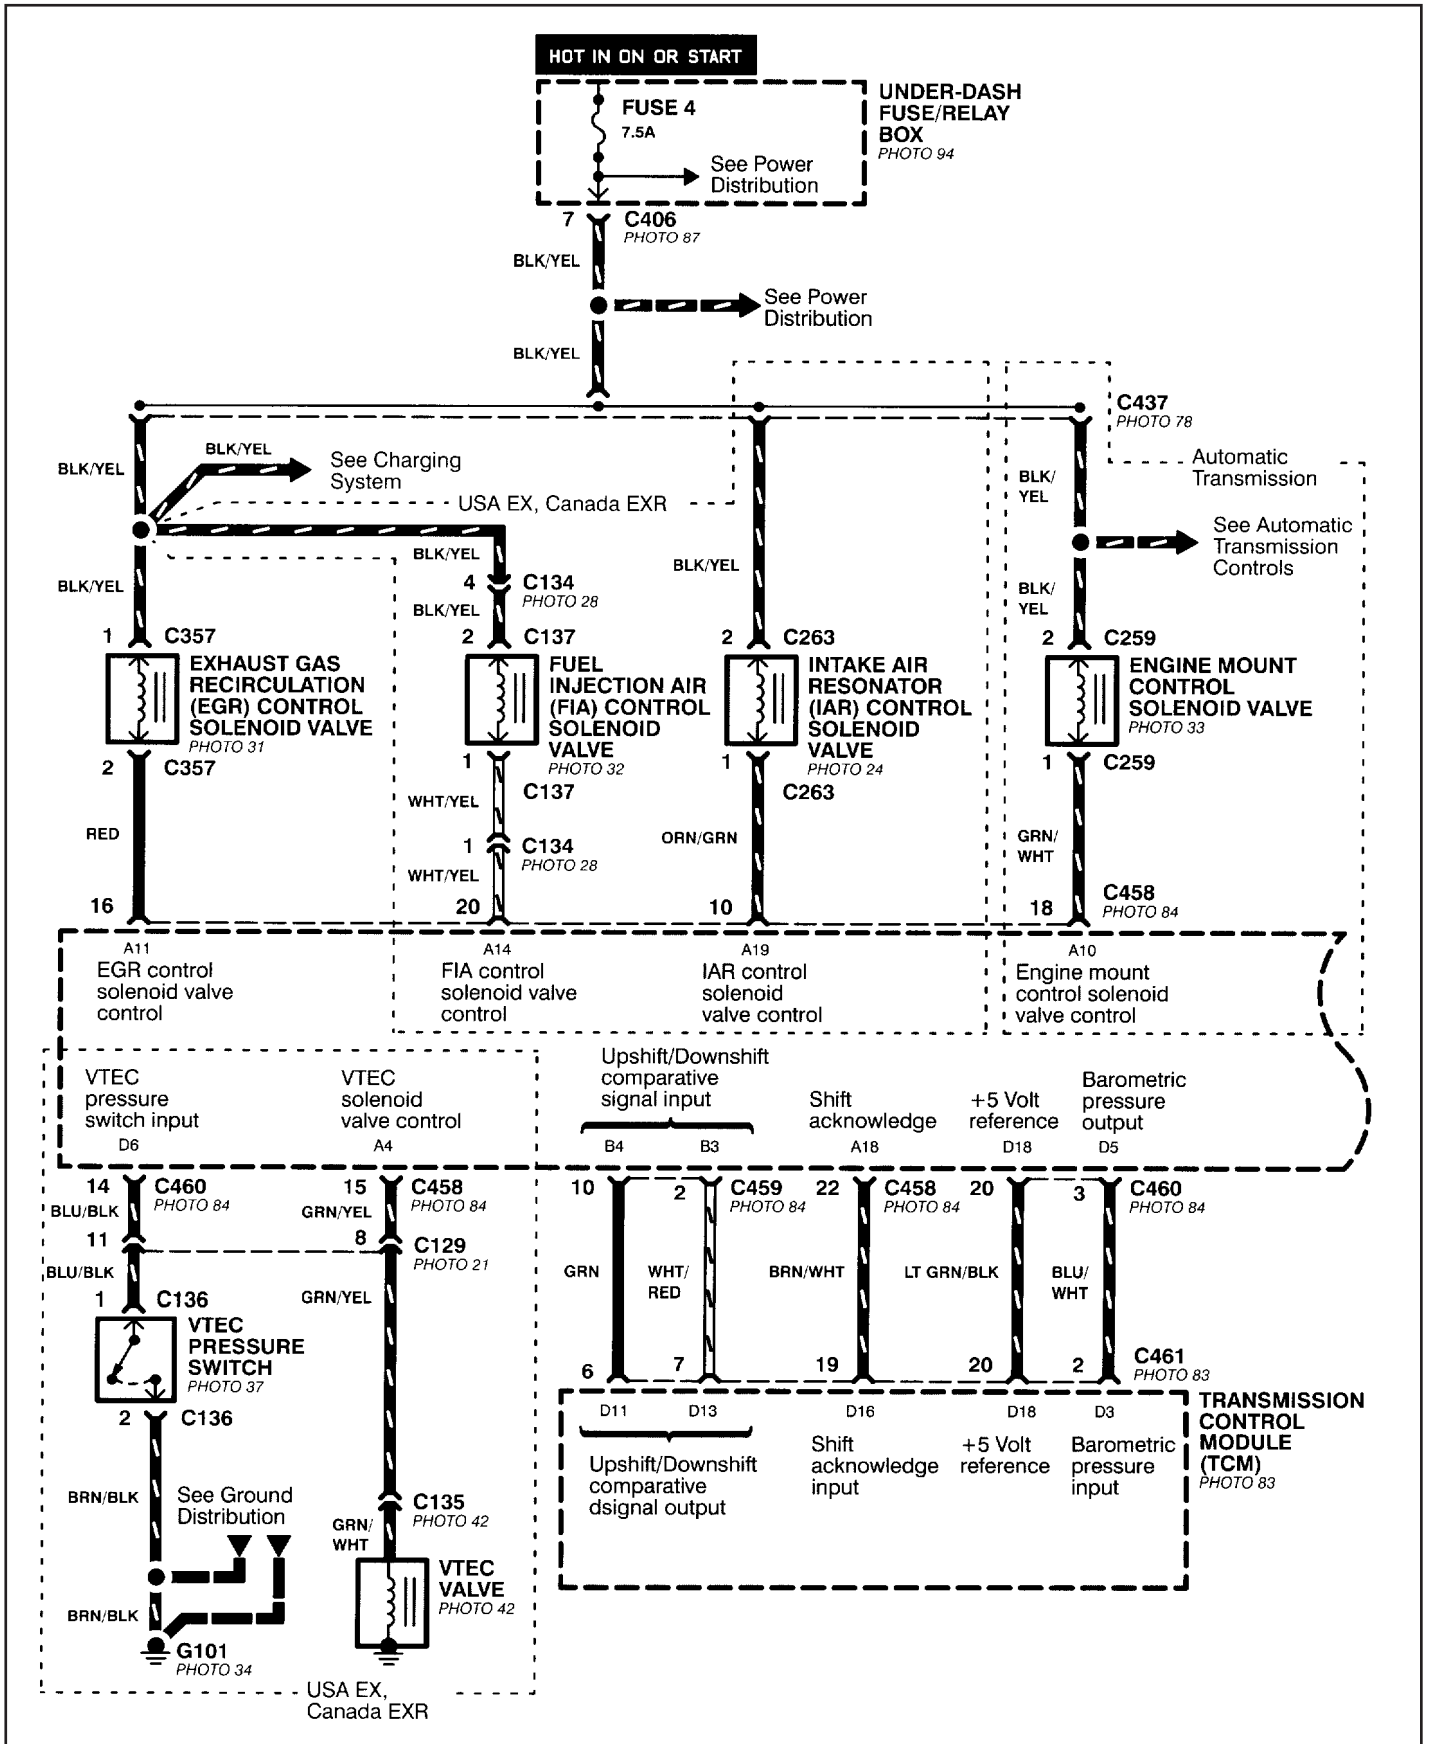 HOT IN ON OR START
FUSE 4
7.5A
See Power
Distribution
UNDER-DASH
FUSE/RELAY
BOX
PHOTO 94
7
C406
PHOTO 87
BLK/YEL
See Power
Distribution
BLK/YEL
C437
PHOTO 78
BLK/YEL
BLK/YEL
See Charging
System
USA EX, Canada EXR
Automatic
Transmission
BLK/
YEL
See Automatic
Transmission
Controls
BLK/YEL
BLK/YEL
4
C134
PHOTO 28
BLK/YEL
BLK/YEL
BLK/
YEL
1
C357
2
C137
2
C263
2
C259
EXHAUST GAS
RECIRCULATION
(EGR) CONTROL
SOLENOID VALVE
PHOTO 31
FUEL
INJECTION AIR
(FIA) CONTROL
SOLENOID
VALVE
PHOTO 32
INTAKE AIR
RESONATOR
(IAR) CONTROL
SOLENOID
VALVE
PHOTO 24
ENGINE MOUNT
CONTROL
SOLENOID VALVE
PHOTO 33
2
C357
1
C137
1
C263
1
C259
RED
WHT/YEL
1
C134
PHOTO 28
WHT/YEL
ORN/GRN
GRN/
WHT
16
20
10
18
C458
PHOTO 84
A11
EGR control
solenoid valve
control
A14
FIA control
solenoid valve
control
A19
IAR control
solenoid
valve control
A10
Engine mount
control solenoid
valve control
VTEC
pressure
switch input
D6
VTEC
solenoid
valve control
A4
Upshift/Downshift
comparative
signal input
B4
B3
Shift
acknowledge
A18
+5 Volt
reference
D18
Barometric
pressure
output
D5
14
C460
PHOTO 84
15
C458
PHOTO 84
10
2
C459
PHOTO 84
22
C458
PHOTO 84
20
3
C460
PHOTO 84
BLU/BLK
GRN/YEL
11
8
C129
PHOTO 21
BLU/BLK
GRN/YEL
GRN
WHT/
RED
BRN/WHT
LT GRN/BLK
BLU/
WHT
1
C136
VTEC
PRESSURE
SWITCH
PHOTO 37
2
C136
6
7
19
20
2
C461
PHOTO 83
D11
D13
D16
D18
D3
TRANSMISSION
CONTROL
MODULE
(TCM)
PHOTO 83
Upshift/Downshift
comparative
dsignal output
Shift
acknowledge
input
+5 Volt
reference
Barometric
pressure
input
BRN/BLK
See Ground
Distribution
C135
PHOTO 42
GRN/
WHT
VTEC
VALVE
PHOTO 42
BRN/BLK
G101
PHOTO 34
USA EX,
Canada EXR